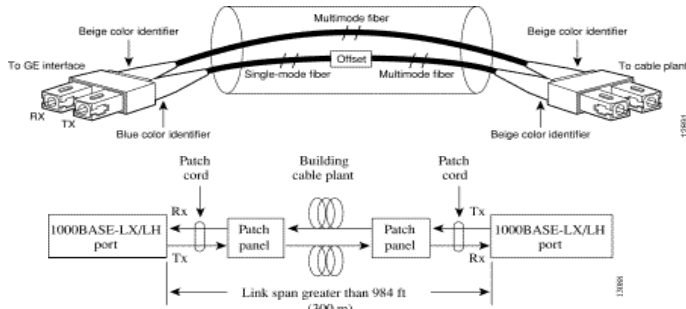 Multimode fiber
Beige color identifier
Beige color identifier
To GE interface
To cable plant
Offset
Single-mode fiber
Multimode fiber
RX
TX
Blue color identifier
Beige color identifier
12891
Patch
cord
Building
cable plant
Patch
cord
Rx
Tx
1000BASE-LX/LH
port
Patch
panel
Patch
panel
1000BASE-LX/LH
port
Tx
Rx
Link span greater than 984 ft
(300 m)
13088